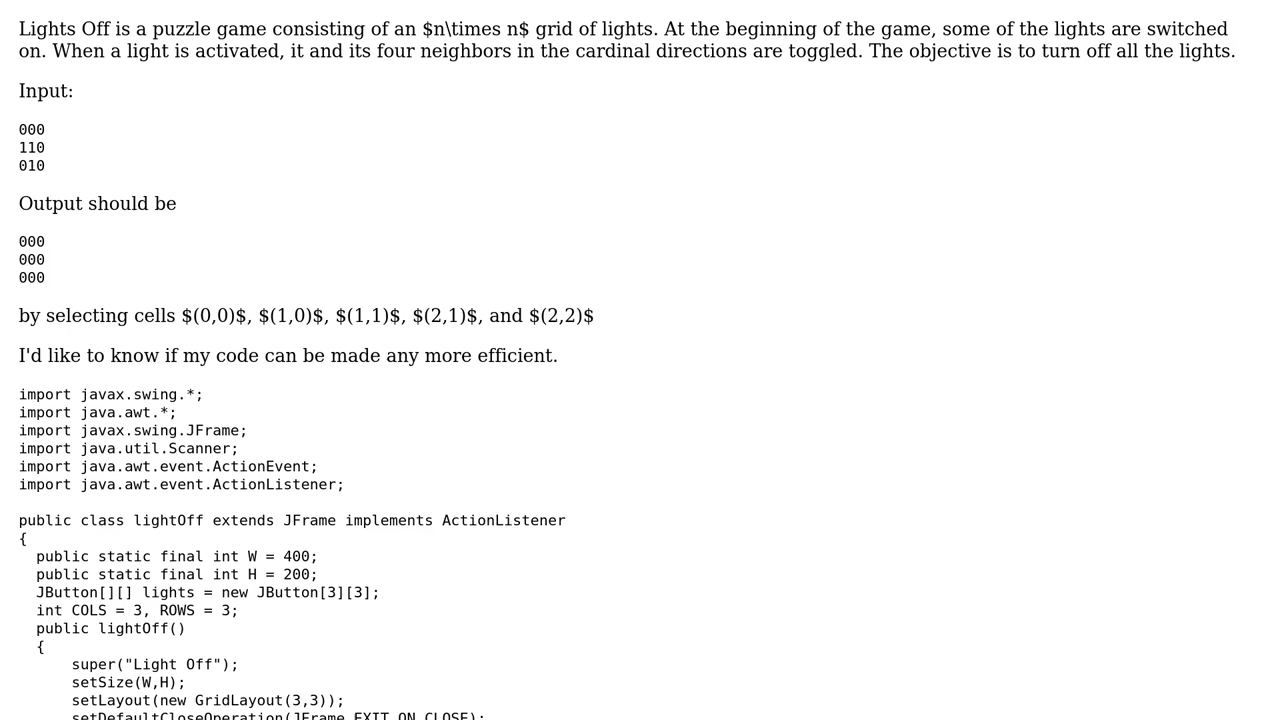 Lights Off is a puzzle game consisting of an $n\times n$ grid of lights. At the beginning of the game, some of the lights are switched
on. When a light is activated, it and its four neighbors in the cardinal directions are toggled. The objective is to turn off all the lights.
Input:
000
110
010
Output should be
000
000
000
by selecting cells $(0,0)$, $(1,0)$, $(1,1)$, $(2,1)$, and $(2,2)$
I'd like to know if my code can be made any more efficient.
import javax.swing.*;
import java.awt.*;
import javax.swing.JFrame;
import java.util.Scanner;
import java.awt.event.ActionEvent;
import java.awt.event.ActionListener;
public class lightOff extends JFrame implements ActionListener
{
  public static final int W = 400;
  public static final int H = 200;
  JButton[][] lights = new JButton[3][3];
  int COLS = 3, ROWS = 3;
  public lightOff()
  {
      super("Light Off");
      setSize(W,H);
      setLayout(new GridLayout(3,3));
      setDefaultCloseOperation(JFrame.EXIT_ON_CLOSE);